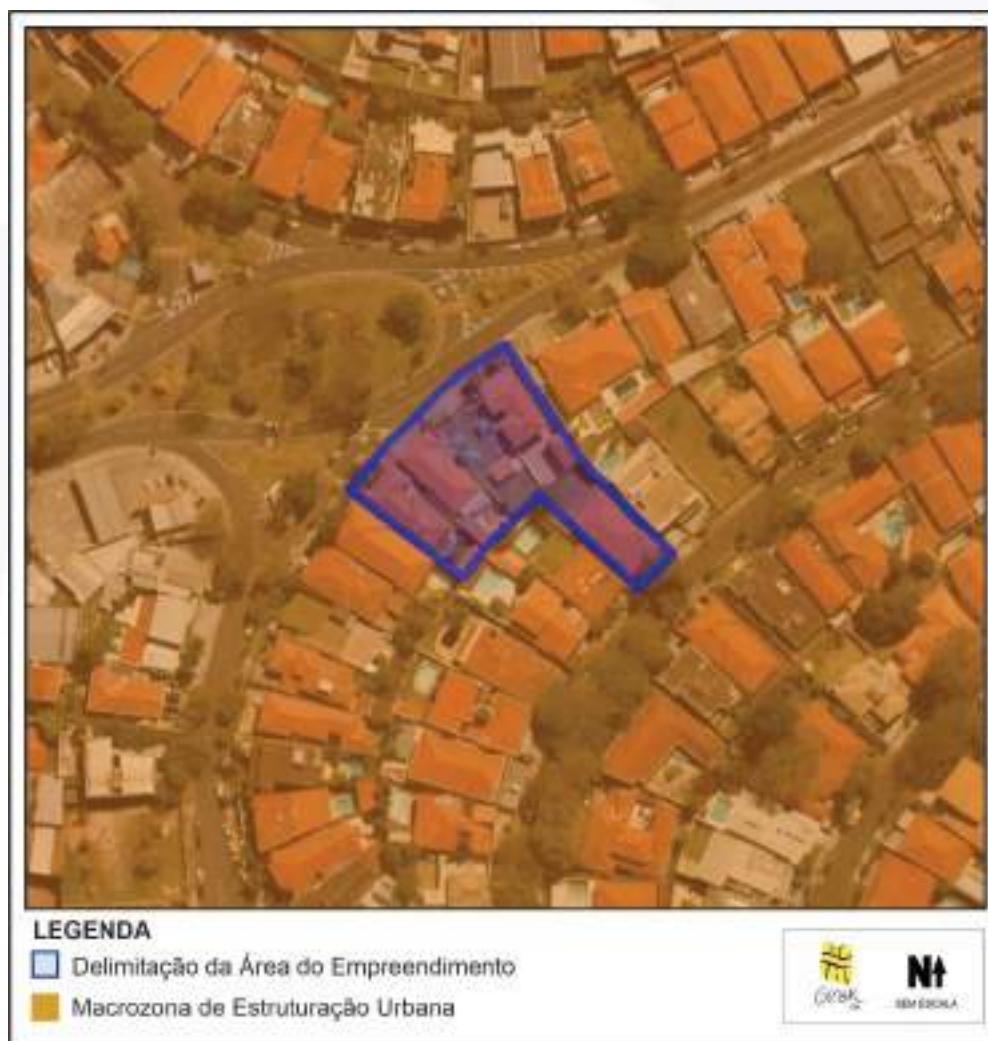 LEGENDA
Delimitação da Área do Empreendimento
Macrozona de Estruturação Urbana
N
SEM ESCALA